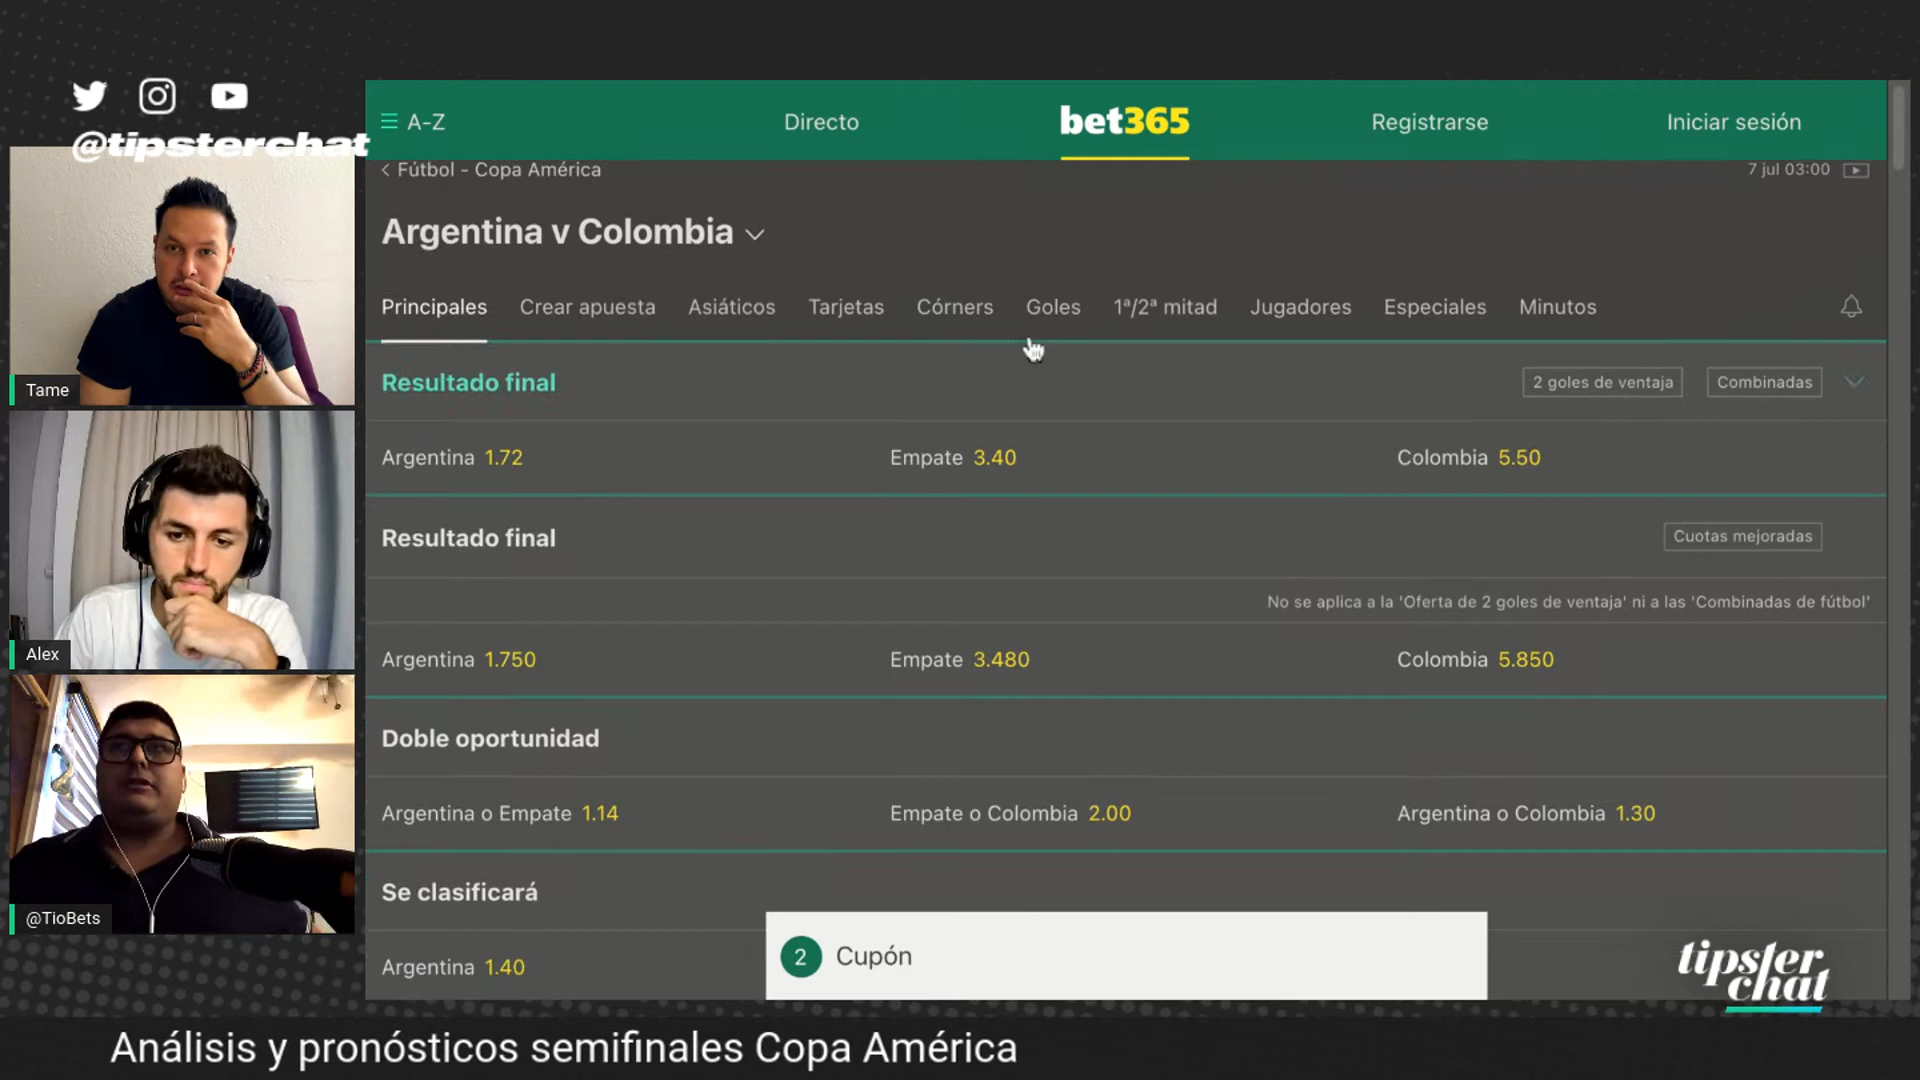 @tipsterchat
Tame
Alex
@TioBets
A-Z
Directo
bet365
Registrarse
Iniciar sesión
< Fútbol - Copa América
7 jul 03:00
Argentina v Colombia
Principales
Crear apuesta
Asiáticos
Tarjetas
Córners
Goles
1ª/2ª mitad
Jugadores
Especiales
Minutos
Resultado final
2 goles de ventaja
Combinadas
Argentina 1.72
Empate 3.40
Colombia 5.50
Resultado final
Cuotas mejoradas
No se aplica a la 'Oferta de 2 goles de ventaja' ni a las 'Combinadas de fútbol'
Argentina 1.750
Empate 3.480
Colombia 5.850
Doble oportunidad
Argentina o Empate 1.14
Empate o Colombia 2.00
Argentina o Colombia 1.30
Se clasificará
Argentina 1.40
2 Cupón
tipster
chat
Análisis y pronósticos semifinales Copa América